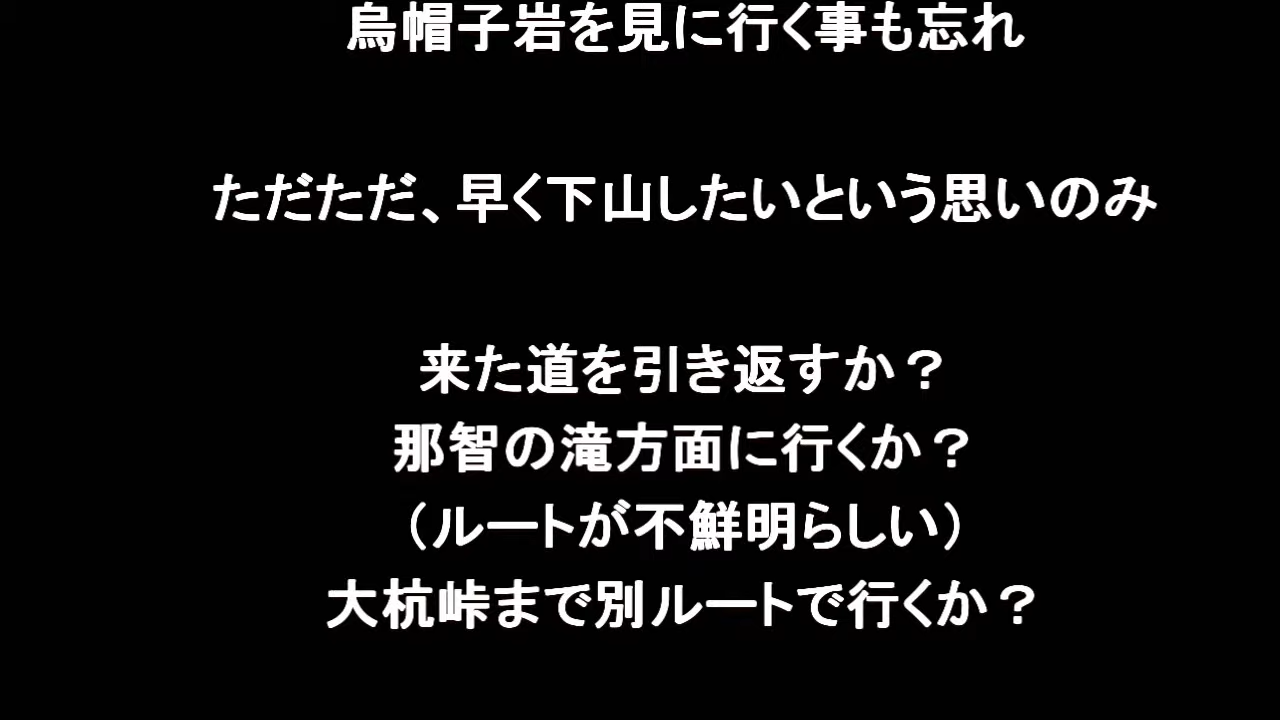 烏帽子岩を見に行く事も忘れ
ただただ、早く下山したいという思いのみ
来た道を引き返すか？
那智の滝方面に行くか？
（ルートが不鮮明らしい）
大杭峠まで別ルートで行くか？